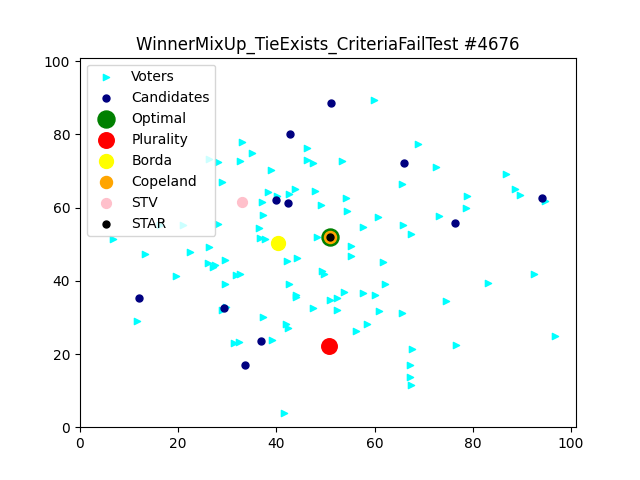 WinnerMixUp_TieExists_CriteriaFailTest #4676
Voters
Candidates
Optimal
Plurality
Borda
Copeland
STV
STAR
100
80
60
40
20
0
0 20 40 60 80 100